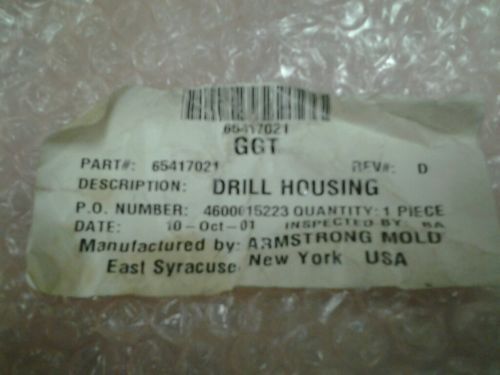 65417021
GGT
PART#: 65417021 REV#: D
DESCRIPTION: DRILL HOUSING
P.O. NUMBER: 4600015223 QUANTITY: 1 PIECE
DATE: 10-Oct-01 INSPECTED BY: BA
Manufactured by: ARMSTRONG MOLD
East Syracuse, New York USA